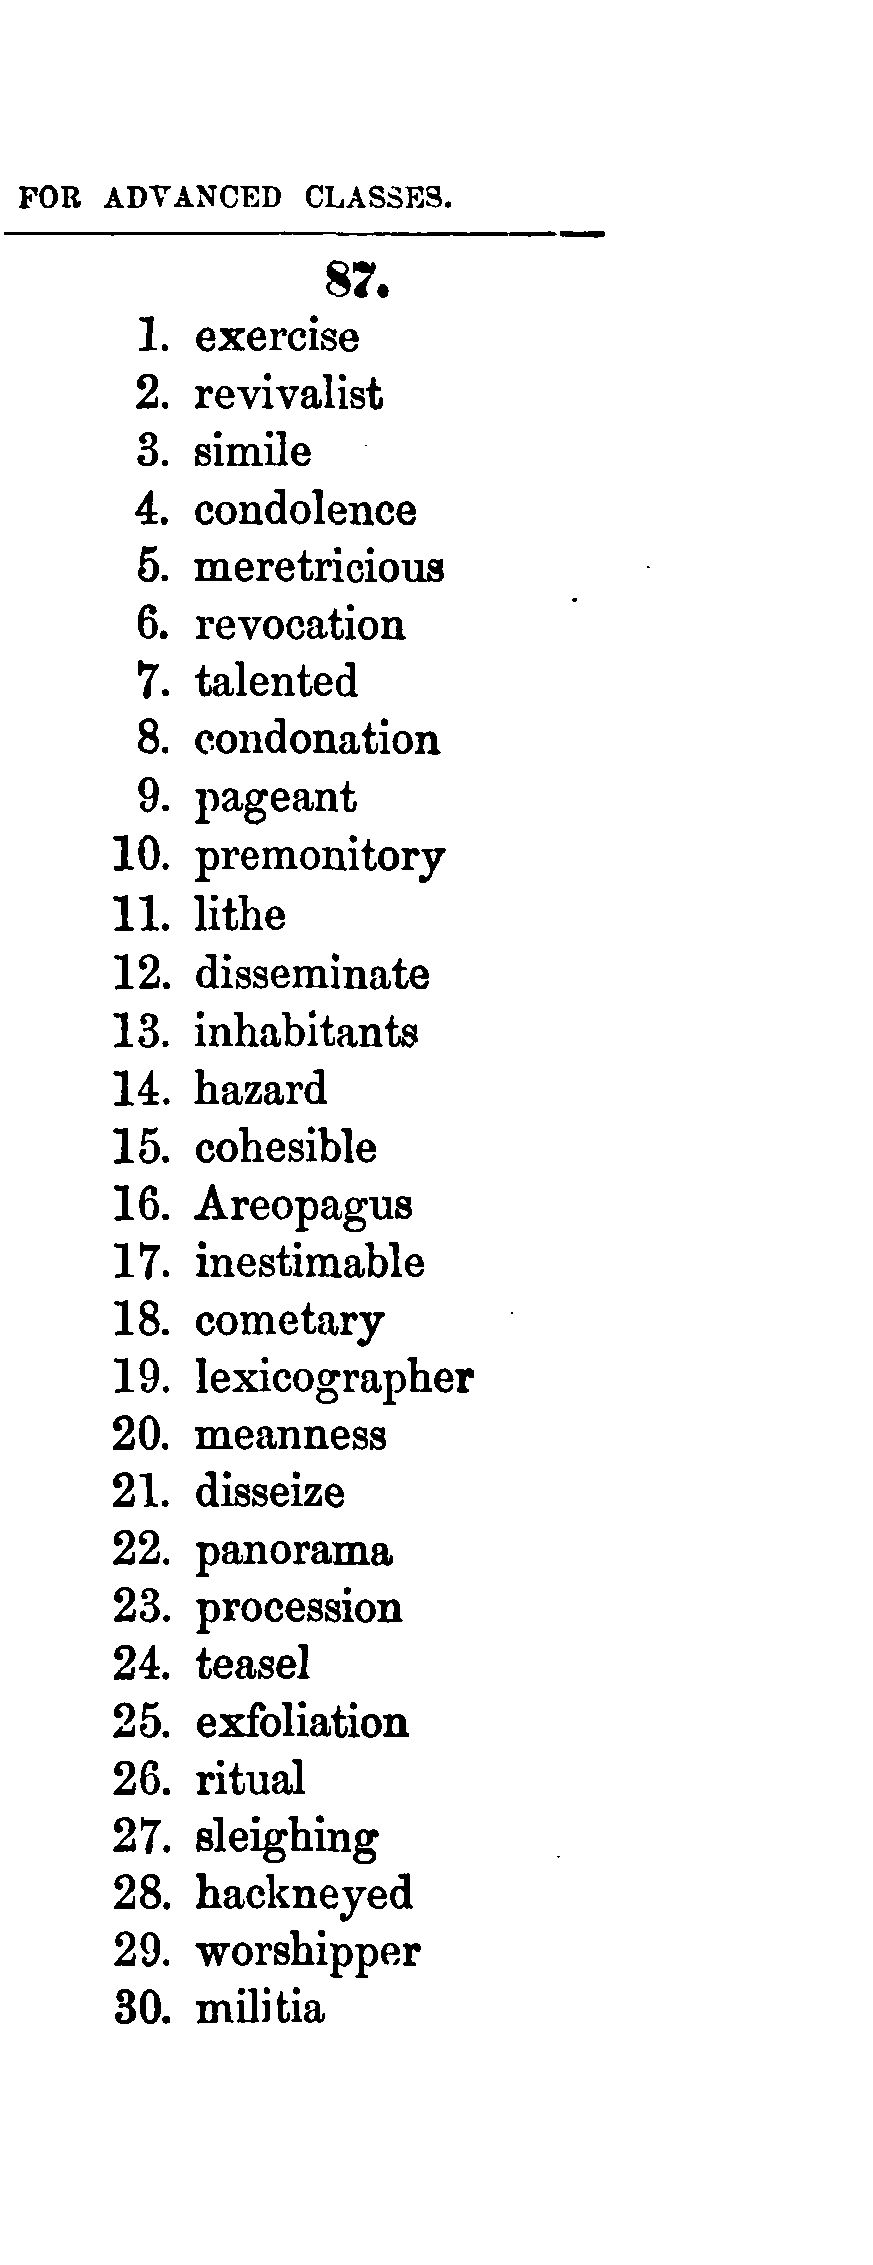 FOR ADVANCED CLASSES.
87.
1. exercise
2. revivalist
3. simile
4. condolence
5. meretricious
6. revocation
7. talented
8. condonation
9. pageant
10. premonitory
11. lithe
12. disseminate
13. inhabitants
14. hazard
15. cohesible
16. Areopagus
17. inestimable
18. cometary
19. lexicographer
20. meanness
21. disseize
22. panorama
23. procession
24. teasel
25. exfoliation
26. ritual
27. sleighing
28. hackneyed
29. worshipper
30. militia